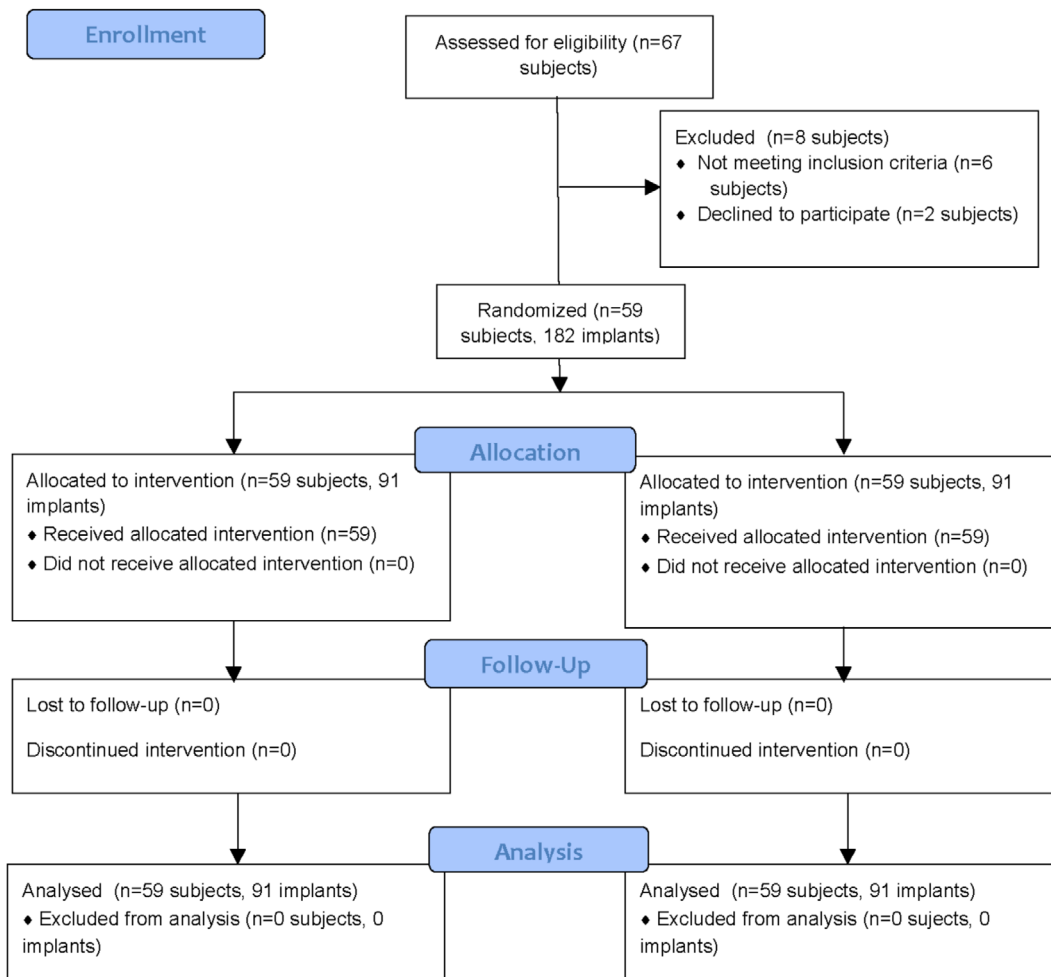 Enrollment
Assessed for eligibility (n=67
subjects)
Excluded (n=8 subjects)
♦ Not meeting inclusion criteria (n=6
subjects)
♦ Declined to participate (n=2 subjects)
Randomized (n=59
subjects, 182 implants)
Allocation
Allocated to intervention (n=59 subjects, 91
implants)
♦ Received allocated intervention (n=59)
♦ Did not receive allocated intervention (n=0)
Allocated to intervention (n=59 subjects, 91
implants)
♦ Received allocated intervention (n=59)
♦ Did not receive allocated intervention (n=0)
Follow-Up
Lost to follow-up (n=0)
Discontinued intervention (n=0)
Lost to follow-up (n=0)
Discontinued intervention (n=0)
Analysis
Analysed (n=59 subjects, 91 implants)
♦ Excluded from analysis (n=0 subjects, 0
implants)
Analysed (n=59 subjects, 91 implants)
♦ Excluded from analysis (n=0 sujects, 0
implants)